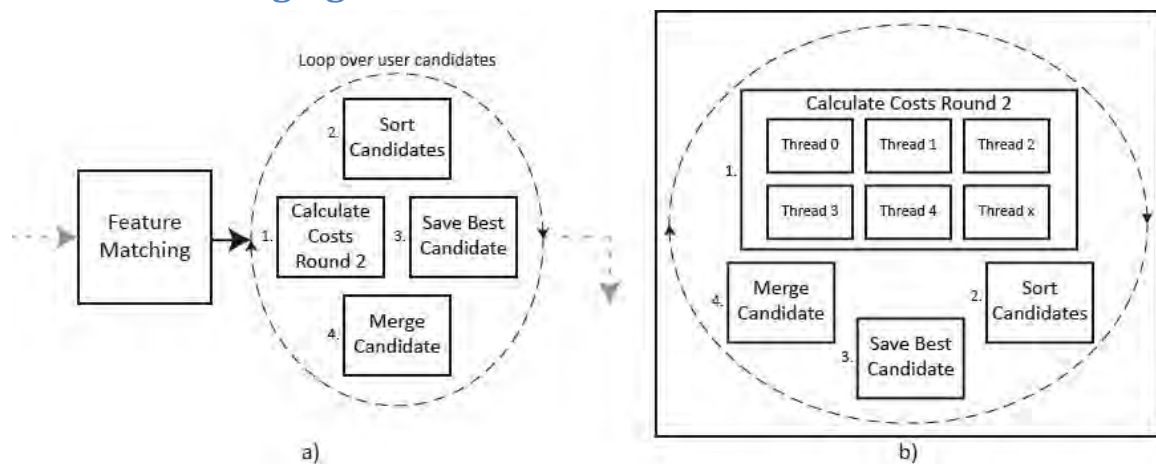 Loop over user candidates
2.
Sort
Candidates
Feature
Matching
1.
Calculate
Costs
Round 2
3.
Save Best
Candidate
4.
Merge
Candidate
a)
Calculate Costs Round 2
1.
Thread 0
Thread 1
Thread 2
Thread 3
Thread 4
Thread x
4.
Merge
Candidate
2.
Sort
Candidates
3.
Save Best
Candidate
b)